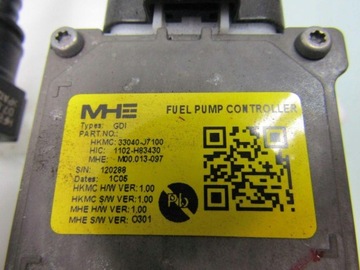 MHE FUEL PUMP CONTROLLER
Types: GDI
PART.NO.:
HKMC: 33040-J7100
HIC: 1102-H83430
MHE: M00.013-097
S/N: 120288
Dates: 1C05
HKMC H/W VER: 1.00
HKMC S/W VER: 1.00
MHE H/W VER: 1.00
MHE S/W VER: 0301
Pb